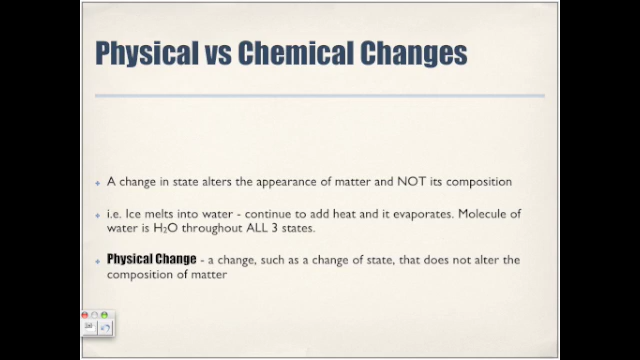 Physical vs Chemical Changes
A change in state alters the appearance of matter and NOT its composition
i.e. Ice melts into water - continue to add heat and it evaporates. Molecule of
water is H₂O throughout ALL 3 states.
Physical Change - a change, such as a change of state, that does not alter the
composition of matter